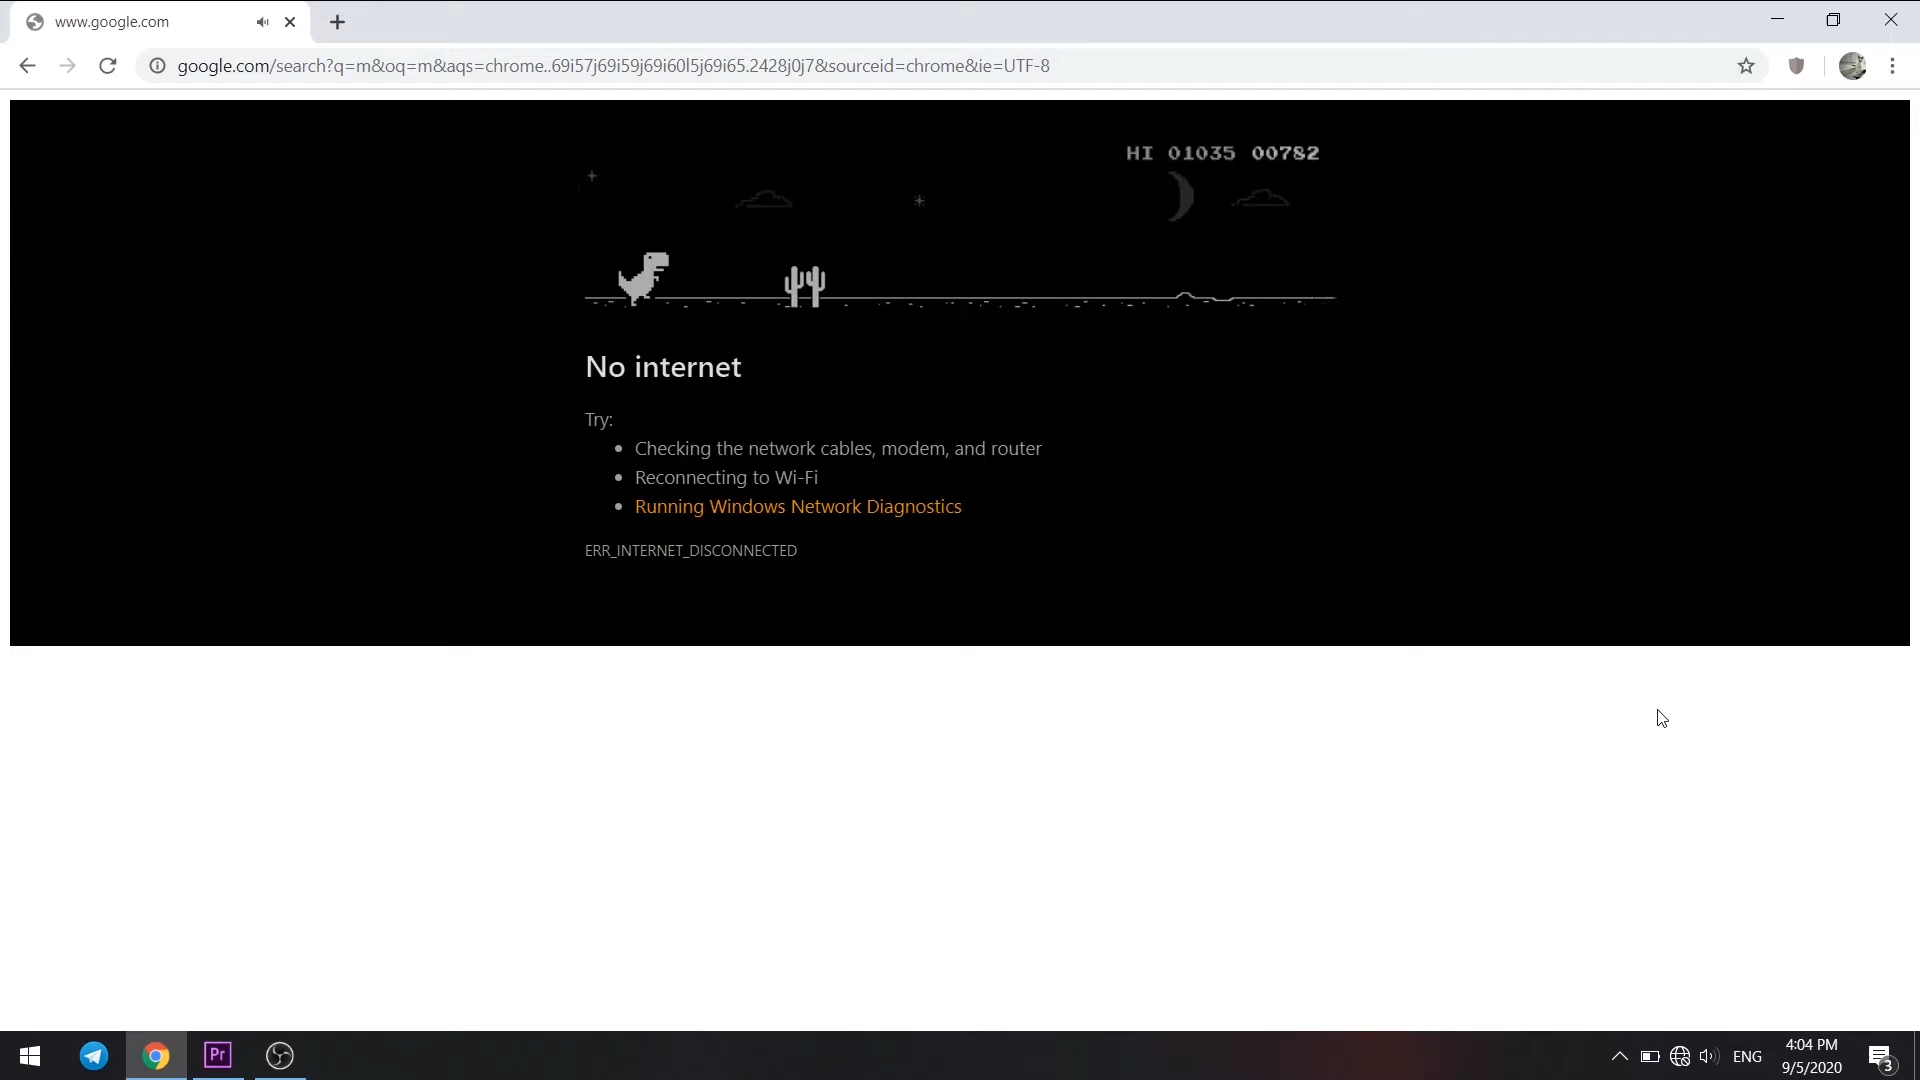 www.google.com
google.com/search?q=m&oq=m&aqs=chrome..69i57j69i59j69i60l5j69i65.2428j0j7&sourceid=chrome&ie=UTF-8
HI 01035 00782
No internet
Try:
Checking the network cables, modem, and router
Reconnecting to Wi-Fi
Running Windows Network Diagnostics
ERR_INTERNET_DISCONNECTED
Pr
ENG
4:04 PM
9/5/2020
3